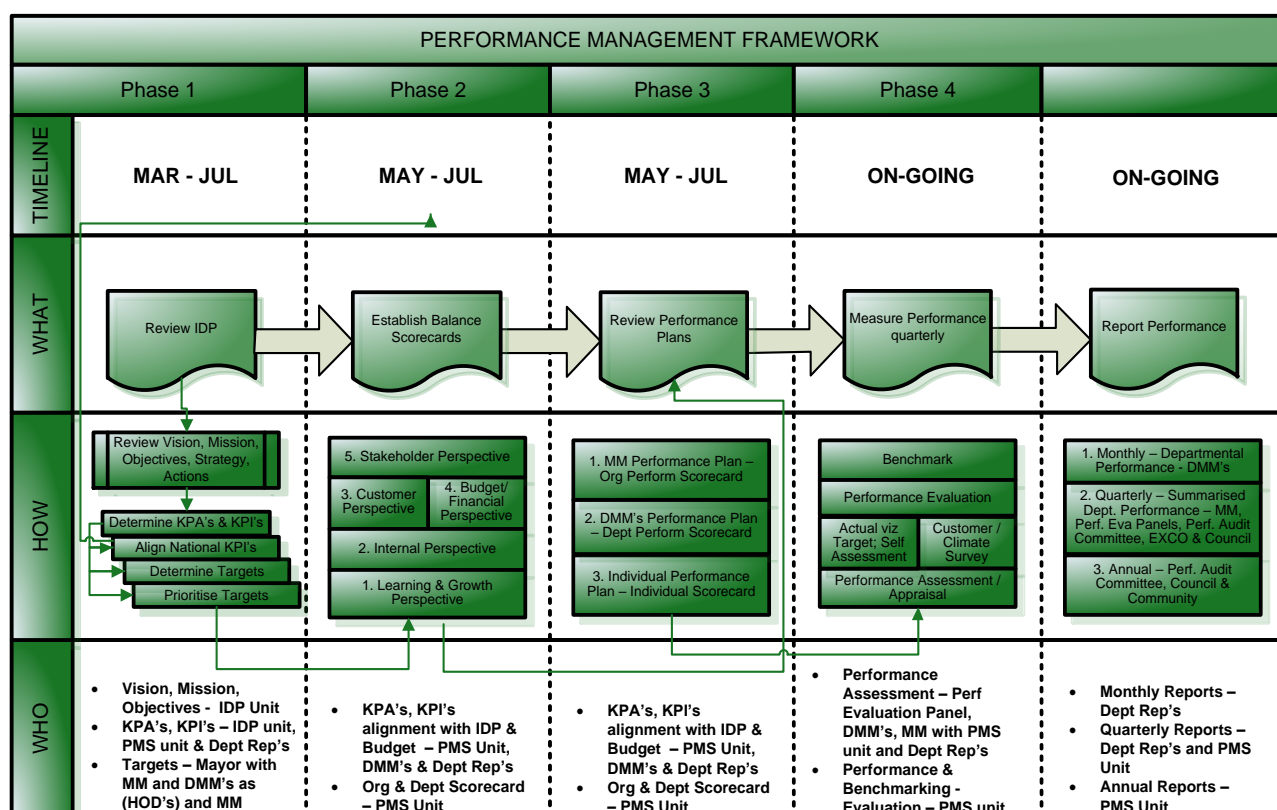 PERFORMANCE MANAGEMENT FRAMEWORK
Phase 1
Phase 2
Phase 3
Phase 4
TIMELINE
MAR - JUL
MAY - JUL
MAY - JUL
ON-GOING
ON-GOING
WHAT
Review IDP
Establish Balance
Scorecards
Review Performance
Plans
Measure Performance
quarterly
Report Performance
HOW
Review Vision, Mission,
Objectives, Strategy,
Actions
Determine KPA's & KPI's
Align National KPI's
Determine Targets
Prioritise Targets
5. Stakeholder Perspective
3. Customer
Perspective
4. Budget/
Financial
Perspective
2. Internal Perspective
1. Learning & Growth
Perspective
1. MM Performance Plan –
Org Perform Scorecard
2. DMM's Performance Plan
– Dept Perform Scorecard
3. Individual Performance
Plan – Individual Scorecard
Benchmark
Performance Evaluation
Actual viz
Target; Self
Assessment
Customer /
Climate
Survey
Performance Assessment /
Appraisal
1. Monthly – Departmental
Performance - DMM's
2. Quarterly – Summarised
Dept. Performance – MM,
Perf. Eva Panels, Perf. Audit
Committee, EXCO & Council
3. Annual – Perf. Audit
Committee, Council &
Community
WHO
• Vision, Mission,
Objectives - IDP Unit
• KPA's, KPI's – IDP unit,
PMS unit & Dept Rep's
• Targets – Mayor with
MM and DMM's as
(HOD's) and MM
• KPA's, KPI's
alignment with IDP &
Budget – PMS Unit,
DMM's & Dept Rep's
• Org & Dept Scorecard
– PMS Unit
• KPA's, KPI's
alignment with IDP &
Budget – PMS Unit,
DMM's & Dept Rep's
• Org & Dept Scorecard
– PMS Unit
• Performance
Assessment – Perf
Evaluation Panel,
DMM's, MM with PMS
unit and Dept Rep's
• Performance &
Benchmarking -
Evaluation – PMS unit
• Monthly Reports –
Dept Rep's
• Quarterly Reports –
Dept Rep's and PMS
Unit
• Annual Reports –
PMS Unit